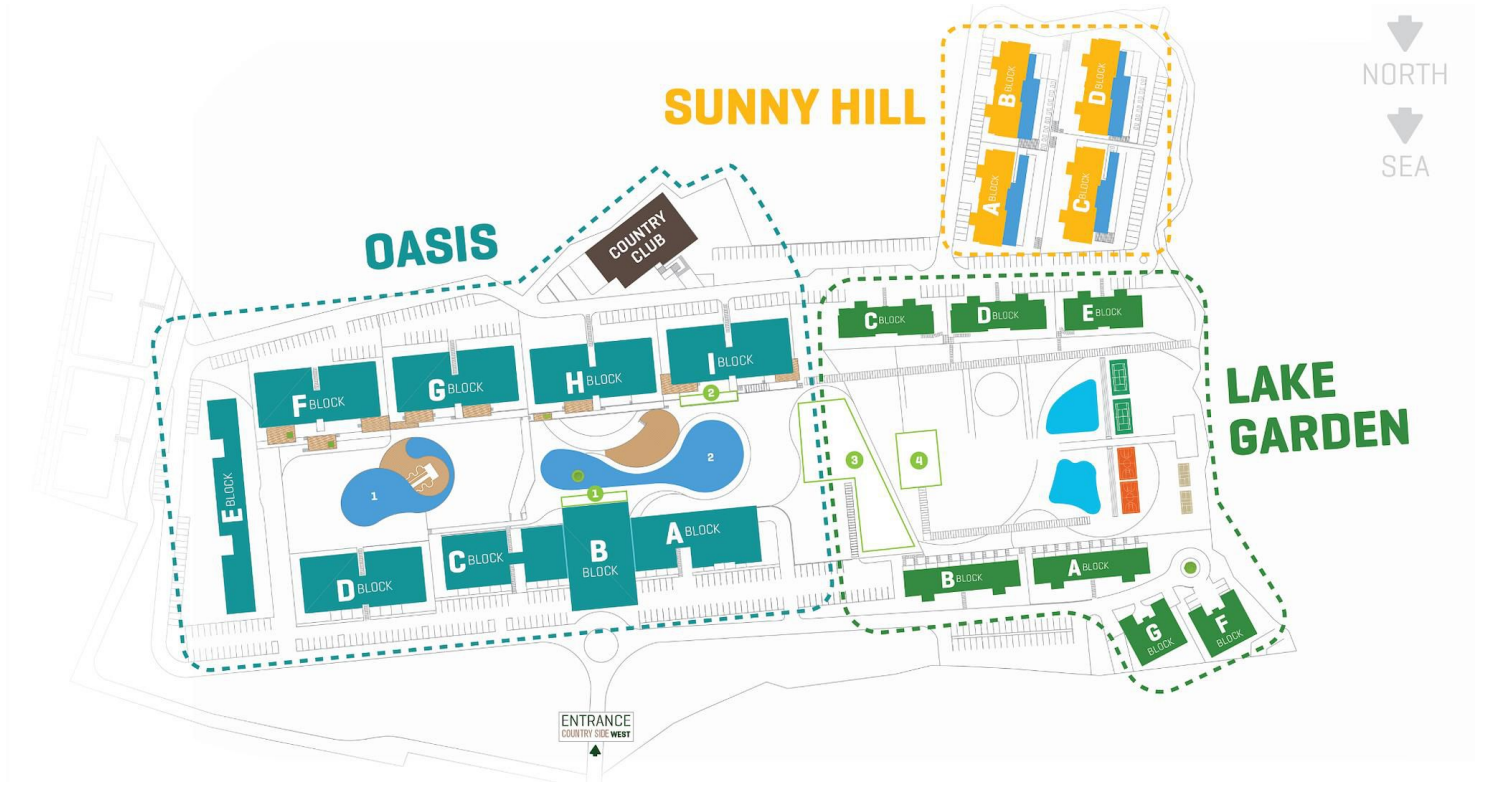 NORTH
SEA
SUNNY HILL
B BLOCK
D BLOCK
A BLOCK
C BLOCK
OASIS
COUNTRY
CLUB
F BLOCK
G BLOCK
H BLOCK
I BLOCK
E BLOCK
D BLOCK
C BLOCK
B
BLOCK
A BLOCK
1
2
1
2
3
4
LAKE
GARDEN
C BLOCK
D BLOCK
E BLOCK
B BLOCK
A BLOCK
G
BLOCK
F
BLOCK
ENTRANCE
COUNTRY SIDE WEST